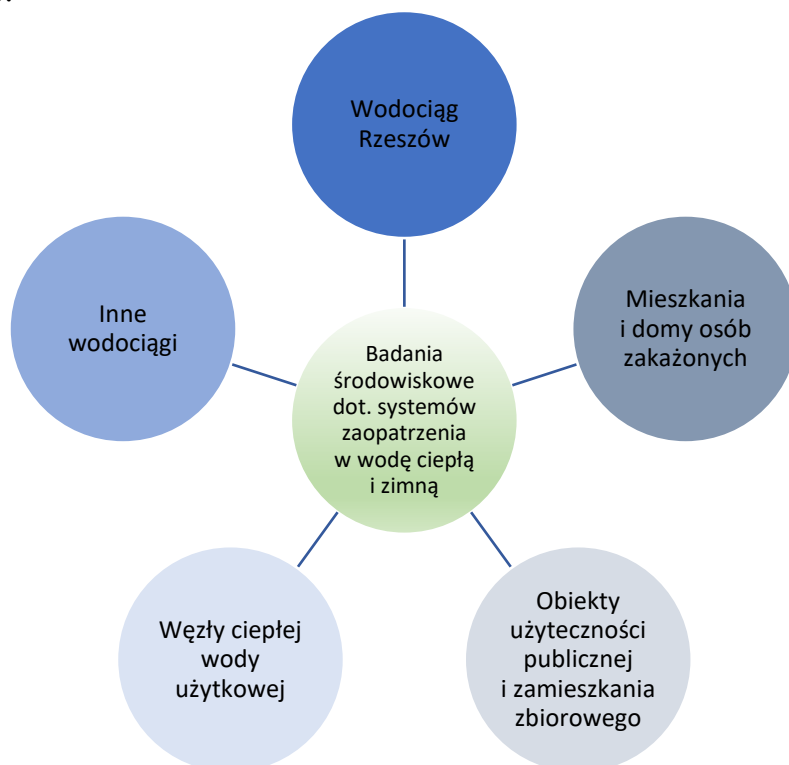 Wodociąg
Rzeszów
Mieszkania
i domy osób
zakażonych
Inne
wodociągi
Badania
środowiskowe
dot. systemów
zaopatrzenia
w wodę ciepłą
i zimną
Węzły ciepłej
wody
użytkowej
Obiekty
użyteczności
publicznej
i zamieszkania
zbiorowego